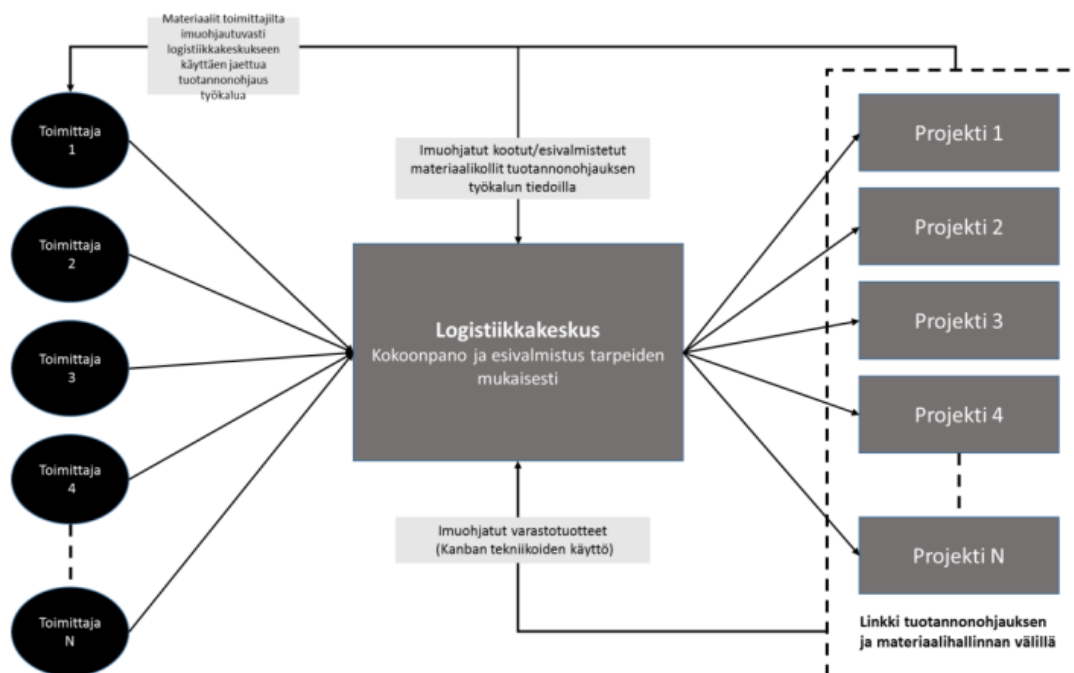 Materiaalit toimittajilta
imuohjautuvasti
logistiikkakeskukseen
käyttäen jaettua
tuotannonohjaus
työkalua
Toimittaja
1
Toimittaja
2
Toimittaja
3
Toimittaja
4
Toimittaja
N
Imuohjatut kootut/esivalmistetut
materiaalikollit tuotannonohjauksen
työkalun tiedoilla
Logistiikkakeskus
Kokoonpano ja esivalmistus tarpeiden
mukaisesti
Imuohjatut varastotuotteet
(Kanban tekniikoiden käyttö)
Projekti 1
Projekti 2
Projekti 3
Projekti 4
Projekti N
Linkki tuotannonohjauksen
ja materiaalihallinnan välillä